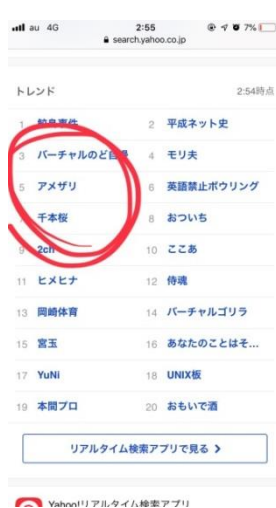 au 4G 2:55 7%
search.yahoo.co.jp
トレンド 2:54時点
1 2 平成ネット史
3 バーチャルのど自慢 4 モリ夫
5 アメザリ 6 英語禁止ボウリング
千本桜 8 おついち
9 2ch 10 ここあ
11 ヒメヒナ 12 侍魂
13 岡崎体育 14 バーチャルゴリラ
15 宮玉 16 あなたのことはそ...
17 YuNi 18 UNIX板
19 本間プロ 20 おもいで酒
リアルタイム検索アプリで見る
Yahoo!リアルタイム検索アプリ